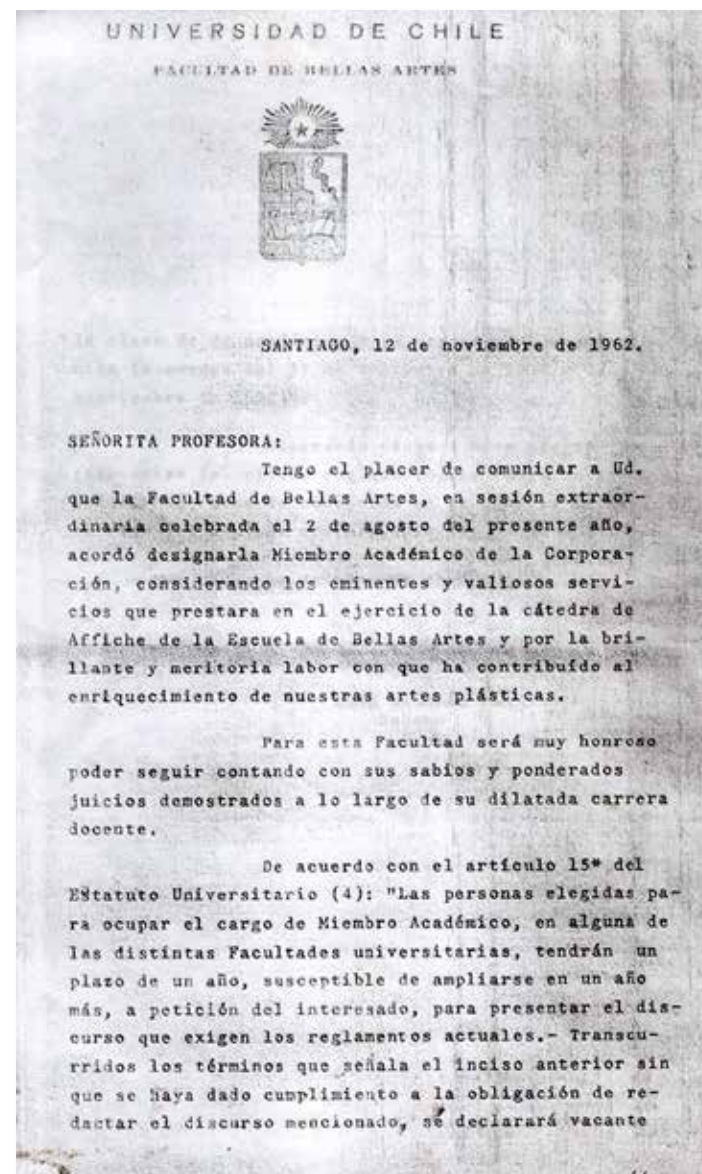 UNIVERSIDAD DE CHILE
FACULTAD DE BELLAS ARTES
SANTIAGO, 12 de noviembre de 1962.
SEÑORITA PROFESORA:
Tengo el placer de comunicar a Ud.
que la Facultad de Bellas Artes, en sesión extraor-
dinaria celebrada el 2 de agosto del presente año,
acordó designarla Miembro Académico de la Corpora-
ción, considerando los eminentes y valiosos servi-
cios que prestara en el ejercicio de la cátedra de
Affiche de la Escuela de Bellas Artes y por la bri-
llante y meritoria labor con que ha contribuído al
enriquecimiento de nuestras artes plásticas.
Para esta Facultad será muy honroso
poder seguir contando con sus sabios y ponderados
juicios demostrados a lo largo de su dilatada carrera
docente.
De acuerdo con el artículo 15* del
Estatuto Universitario (4): "Las personas elegidas pa-
ra ocupar el cargo de Miembro Académico, en alguna de
las distintas Facultades universitarias, tendrán un
plazo de un año, susceptible de ampliarse en un año
más, a petición del interesado, para presentar el dis-
curso que exigen los reglamentos actuales.- Transcu-
rridos los términos que señala el inciso anterior sin
que se haya dado cumplimiento a la obligación de re-
dactar el discurso mencionado, se declarará vacante